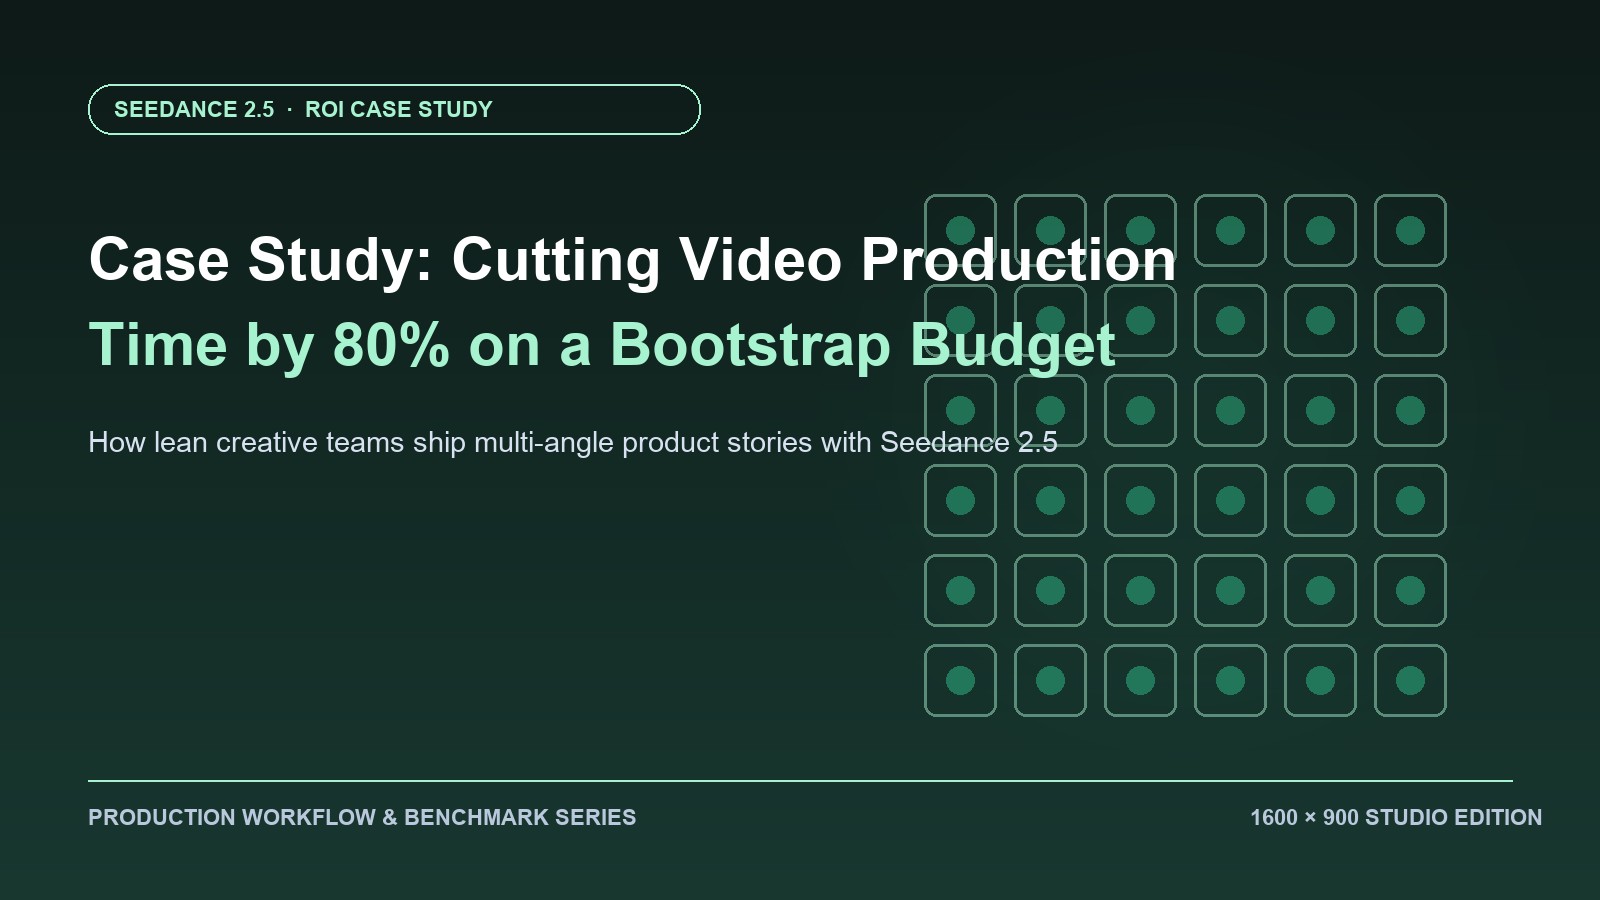 SEEDANCE 2.5 · ROI CASE STUDY
Case Study: Cutting Video Production
Time by 80% on a Bootstrap Budget
How lean creative teams ship multi-angle product stories with Seedance 2.5
PRODUCTION WORKFLOW & BENCHMARK SERIES
1600 × 900 STUDIO EDITION